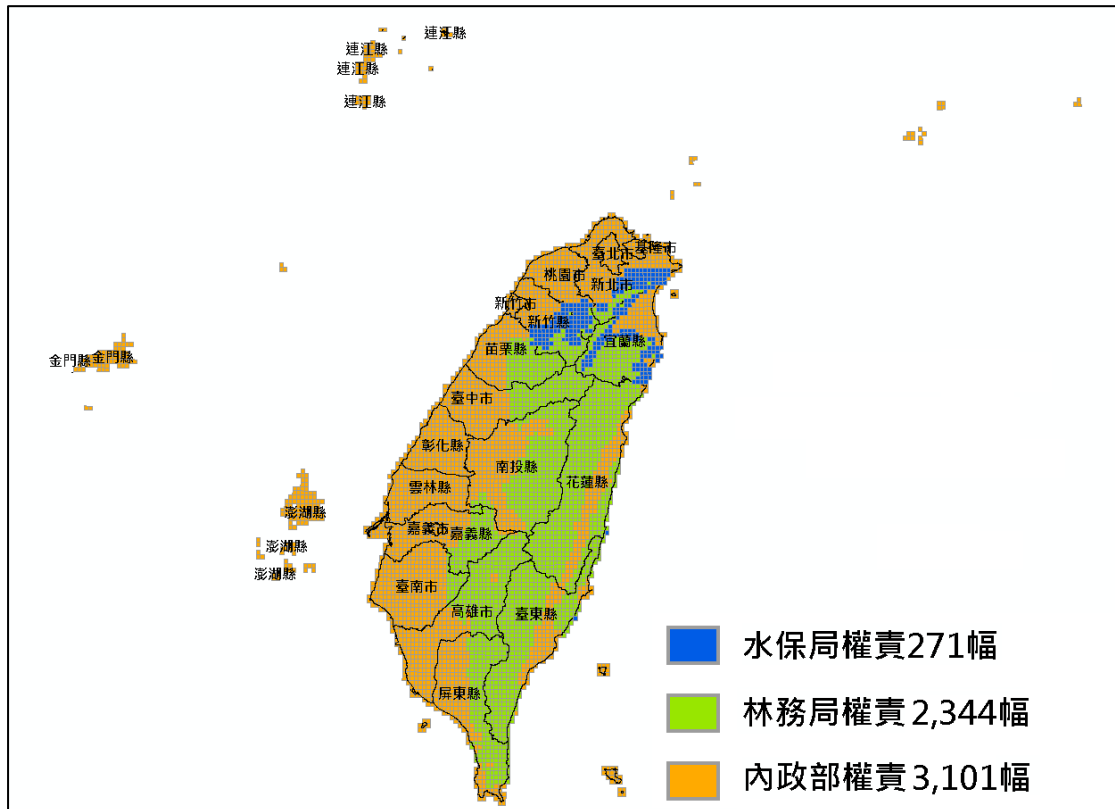 連江縣
連江縣
連江縣
連江縣
基隆市
臺北市
桃園市
新北市
新竹市
新竹縣
宜蘭縣
苗栗縣
金門縣
金門縣
臺中市
彰化縣
南投縣
花蓮縣
雲林縣
澎湖縣
嘉義市
嘉義縣
澎湖縣
澎湖縣
臺南市
高雄市
臺東縣
屏東縣
水保局權責271幅
林務局權責2,344幅
內政部權責3,101幅